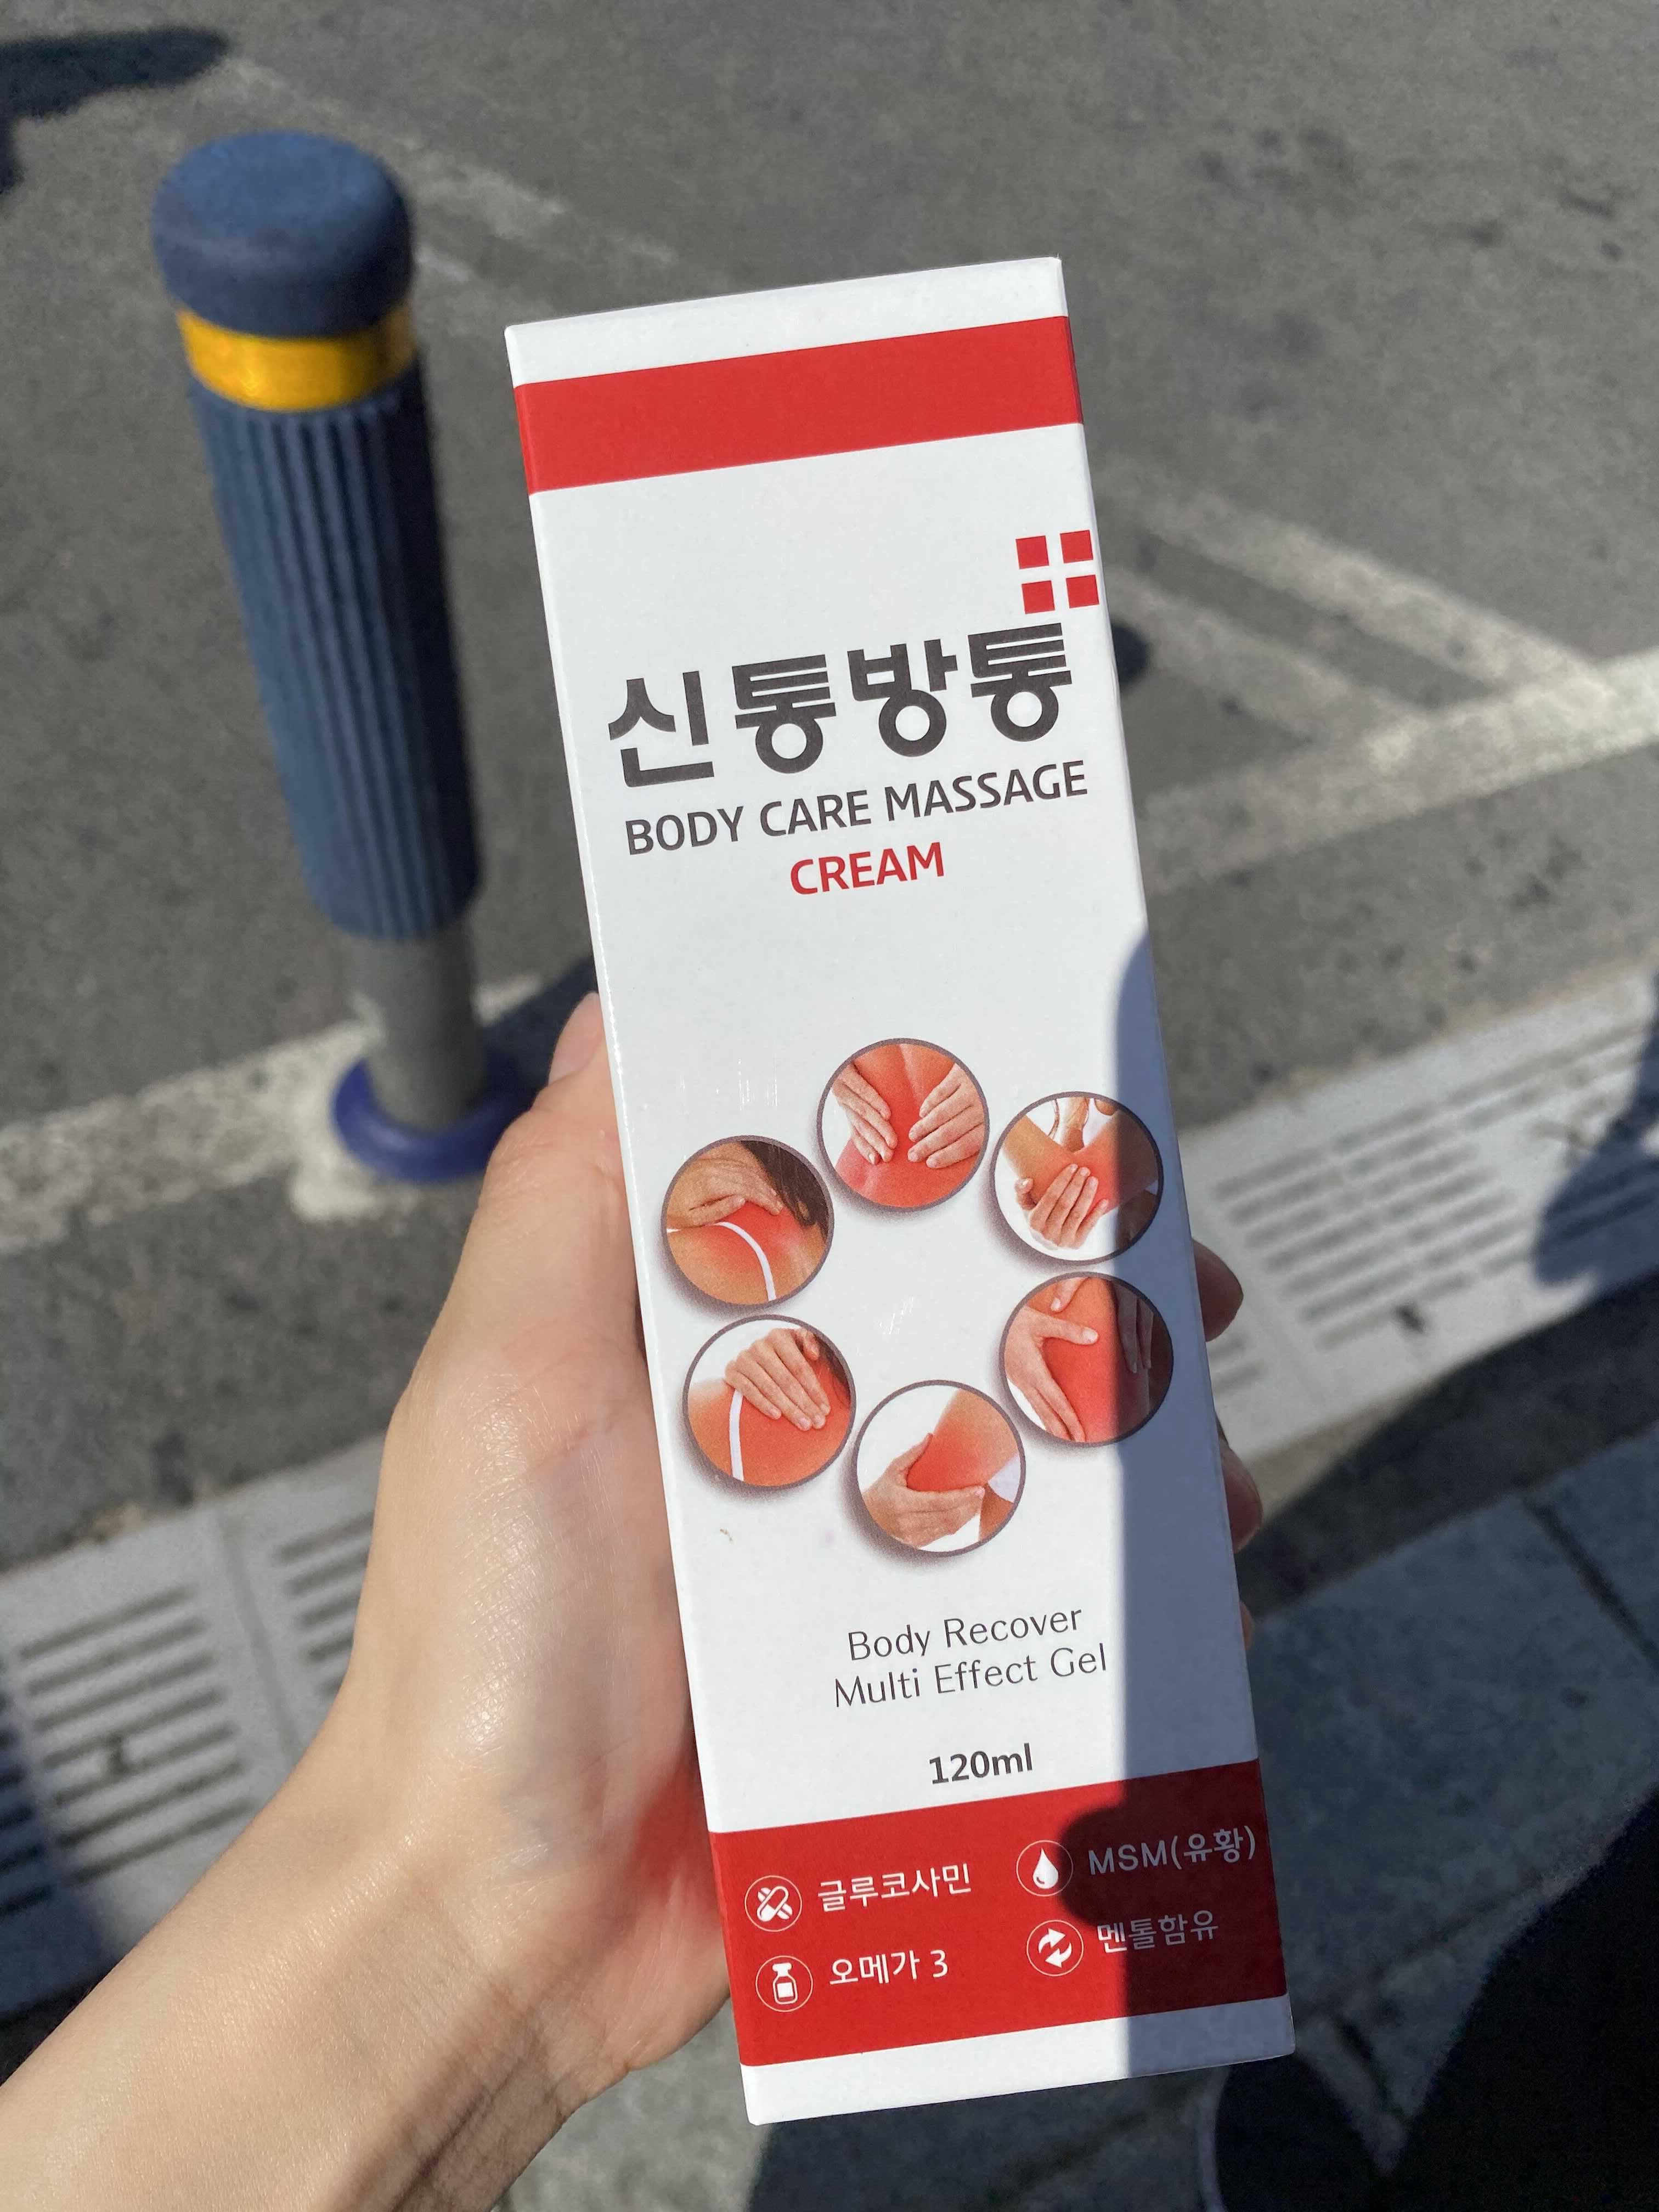 신통방통
BODY CARE MASSAGE
CREAM
Body Recover
Multi Effect Gel
120ml
글루코사민
MSM(유황)
오메가 3
멘톨함유